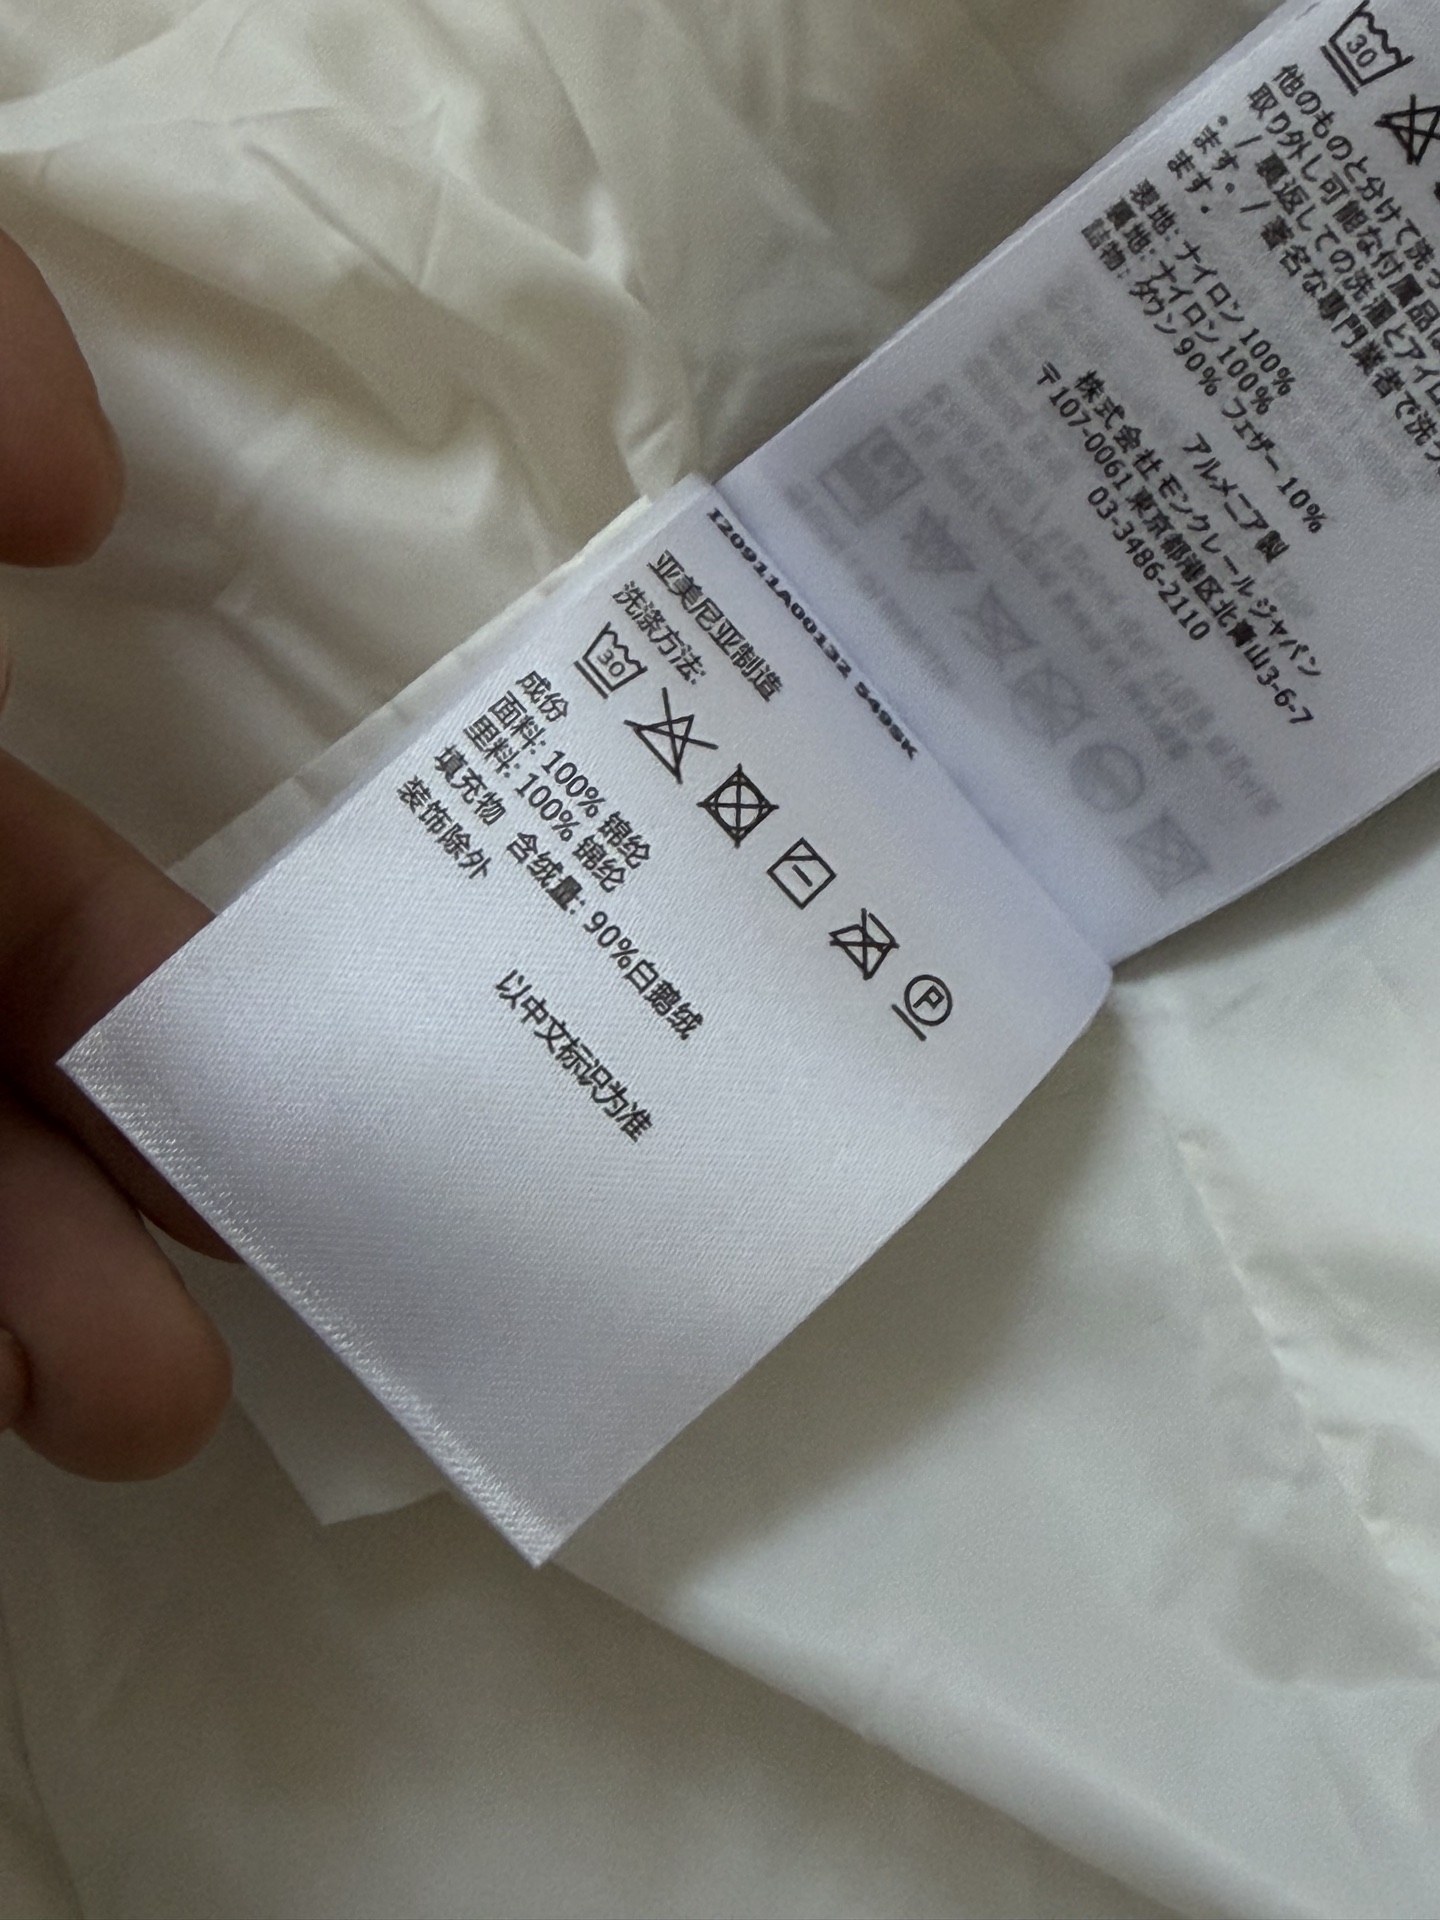 I20911A00132 549SK
亚美尼亚制造
洗涤方法:
30
P
成份
面料: 100% 锦纶
里料: 100% 锦纶
填充物 含绒量: 90%白鹅绒
装饰除外
以中文标识为准
30
他のものと分けて洗っ
取り外し可能な付属品は
。/ 裏返しての洗濯とアイロ
ます。/ 著名な専門業者で洗っ
ます。
表地: ナイロン 100%
裏地: ナイロン 100%
詰物: ダウン 90% フェザー 10%
アルメニア製
株式会社 モンクレールジャパン
〒107-0061 東京都港区北青山3-6-7
03-3486-2110